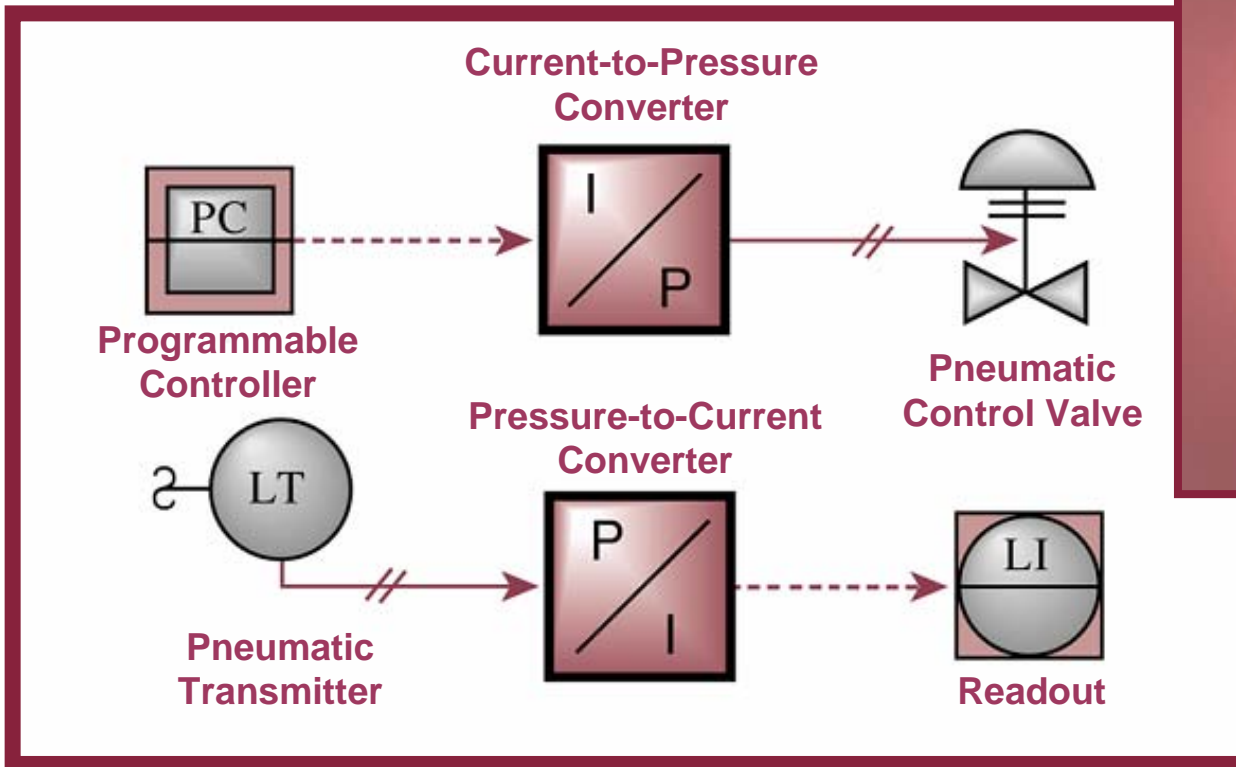 Current-to-Pressure
Converter
PC
I
P
Programmable
Controller
Pneumatic
Control Valve
Pressure-to-Current
Converter
LT
P
I
LI
Pneumatic
Transmitter
Readout